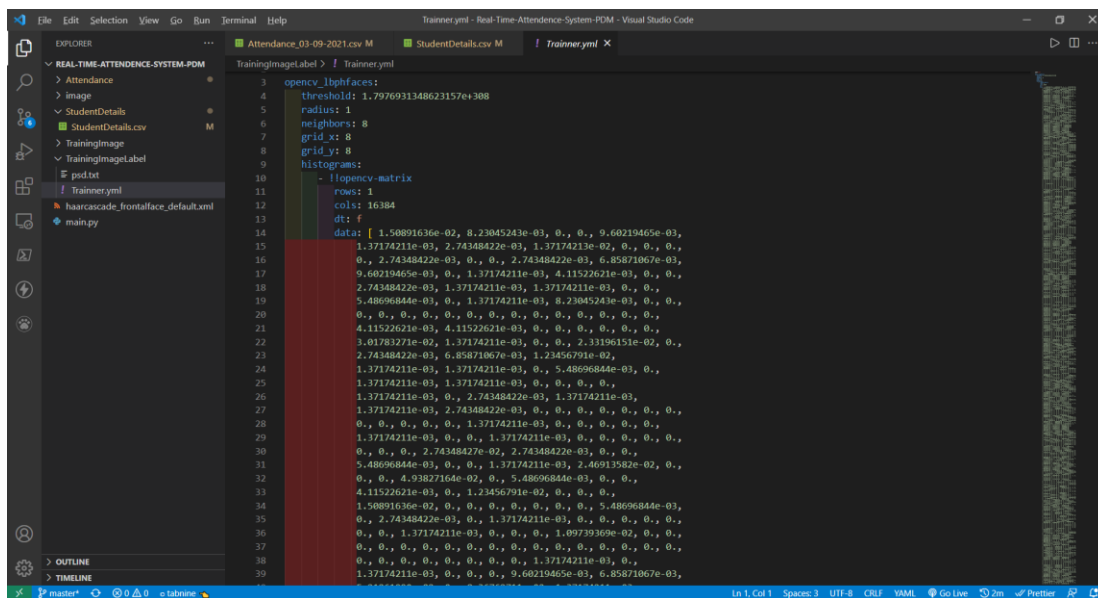 File Edit Selection View Go Run Terminal Help Trainner.yml - Real-Time-Attendence-System-PDM - Visual Studio Code
EXPLORER
REAL-TIME-ATTENDENCE-SYSTEM-PDM
Attendance
image
StudentDetails
StudentDetails.csv M
TrainingImage
TrainingImageLabel
psd.txt
Trainner.yml
haarcascade_frontalface_default.xml
main.py
OUTLINE
TIMELINE
Attendance_03-09-2021.csv M StudentDetails.csv M Trainner.yml
TrainingImageLabel > Trainner.yml
3 opencv_lbphfaces:
4 threshold: 1.7976931348623157e+308
5 radius: 1
6 neighbors: 8
7 grid_x: 8
8 grid_y: 8
9 histograms:
10 - !!opencv-matrix
11 rows: 1
12 cols: 16384
13 dt: f
14 data: [ 1.50891636e-02, 8.23045243e-03, 0., 0., 9.60219465e-03,
15 1.37174211e-03, 2.74348422e-03, 1.37174213e-02, 0., 0., 0.,
16 0., 2.74348422e-03, 0., 0., 2.74348422e-03, 6.85871067e-03,
17 9.60219465e-03, 0., 1.37174211e-03, 4.11522621e-03, 0., 0.,
18 2.74348422e-03, 1.37174211e-03, 1.37174211e-03, 0., 0.,
19 5.48696844e-03, 0., 1.37174211e-03, 8.23045243e-03, 0., 0.,
20 0., 0., 0., 0., 0., 0., 0., 0., 0., 0., 0., 0.,
21 4.11522621e-03, 4.11522621e-03, 0., 0., 0., 0., 0.,
22 3.01783271e-02, 1.37174211e-03, 0., 0., 2.33196151e-02, 0.,
23 2.74348422e-03, 6.85871067e-03, 1.23456791e-02,
24 1.37174211e-03, 1.37174211e-03, 0., 5.48696844e-03, 0.,
25 1.37174211e-03, 1.37174211e-03, 0., 0., 0., 0.,
26 1.37174211e-03, 0., 2.74348422e-03, 1.37174211e-03,
27 1.37174211e-03, 2.74348422e-03, 0., 0., 0., 0., 0., 0.,
28 0., 0., 0., 0., 1.37174211e-03, 0., 0., 0., 0., 0.,
29 1.37174211e-03, 0., 0., 1.37174211e-03, 0., 0., 0., 0.,
30 0., 0., 0., 2.74348427e-02, 2.74348422e-03, 0., 0.,
31 5.48696844e-03, 0., 0., 1.37174211e-03, 2.46913582e-02, 0.,
32 0., 0., 4.93827164e-02, 0., 5.48696844e-03, 0., 0.,
33 4.11522621e-03, 0., 1.23456791e-02, 0., 0., 0.,
34 1.50891636e-02, 0., 0., 0., 0., 0., 0., 5.48696844e-03,
35 0., 2.74348422e-03, 0., 1.37174211e-03, 0., 0., 0., 0., 0.,
36 0., 0., 1.37174211e-03, 0., 0., 0., 1.09739369e-02, 0., 0.,
37 0., 0., 0., 0., 0., 0., 0., 0., 0., 0., 0., 0.,
38 0., 0., 0., 0., 0., 0., 0., 1.37174211e-03, 0.,
39 1.37174211e-03, 0., 0., 0., 9.60219465e-03, 6.85871067e-03,
master* 0 0 tabnine Ln 1, Col 1 Spaces: 3 UTF-8 CRLF YAML Go Live 2m Prettier